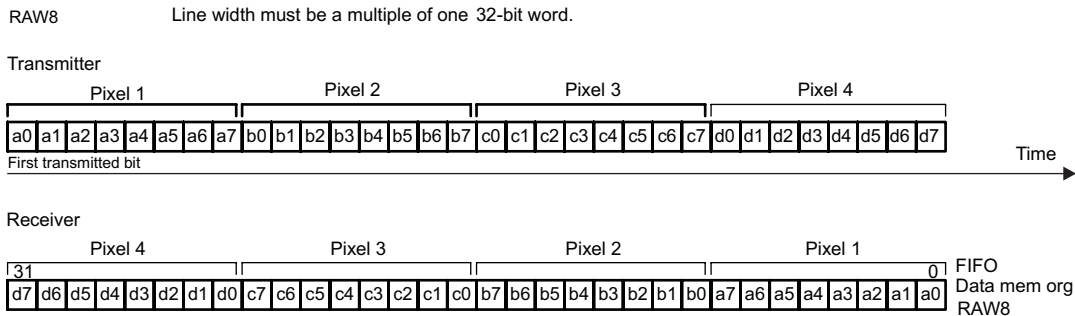 RAW8 Line width must be a multiple of one 32-bit word.
Transmitter
Pixel 1 Pixel 2 Pixel 3 Pixel 4
a0 a1 a2 a3 a4 a5 a6 a7 b0 b1 b2 b3 b4 b5 b6 b7 c0 c1 c2 c3 c4 c5 c6 c7 d0 d1 d2 d3 d4 d5 d6 d7
First transmitted bit Time
Receiver
Pixel 4 Pixel 3 Pixel 2 Pixel 1
31 0 FIFO
d7 d6 d5 d4 d3 d2 d1 d0 c7 c6 c5 c4 c3 c2 c1 c0 b7 b6 b5 b4 b3 b2 b1 b0 a7 a6 a5 a4 a3 a2 a1 a0 Data mem org
RAW8